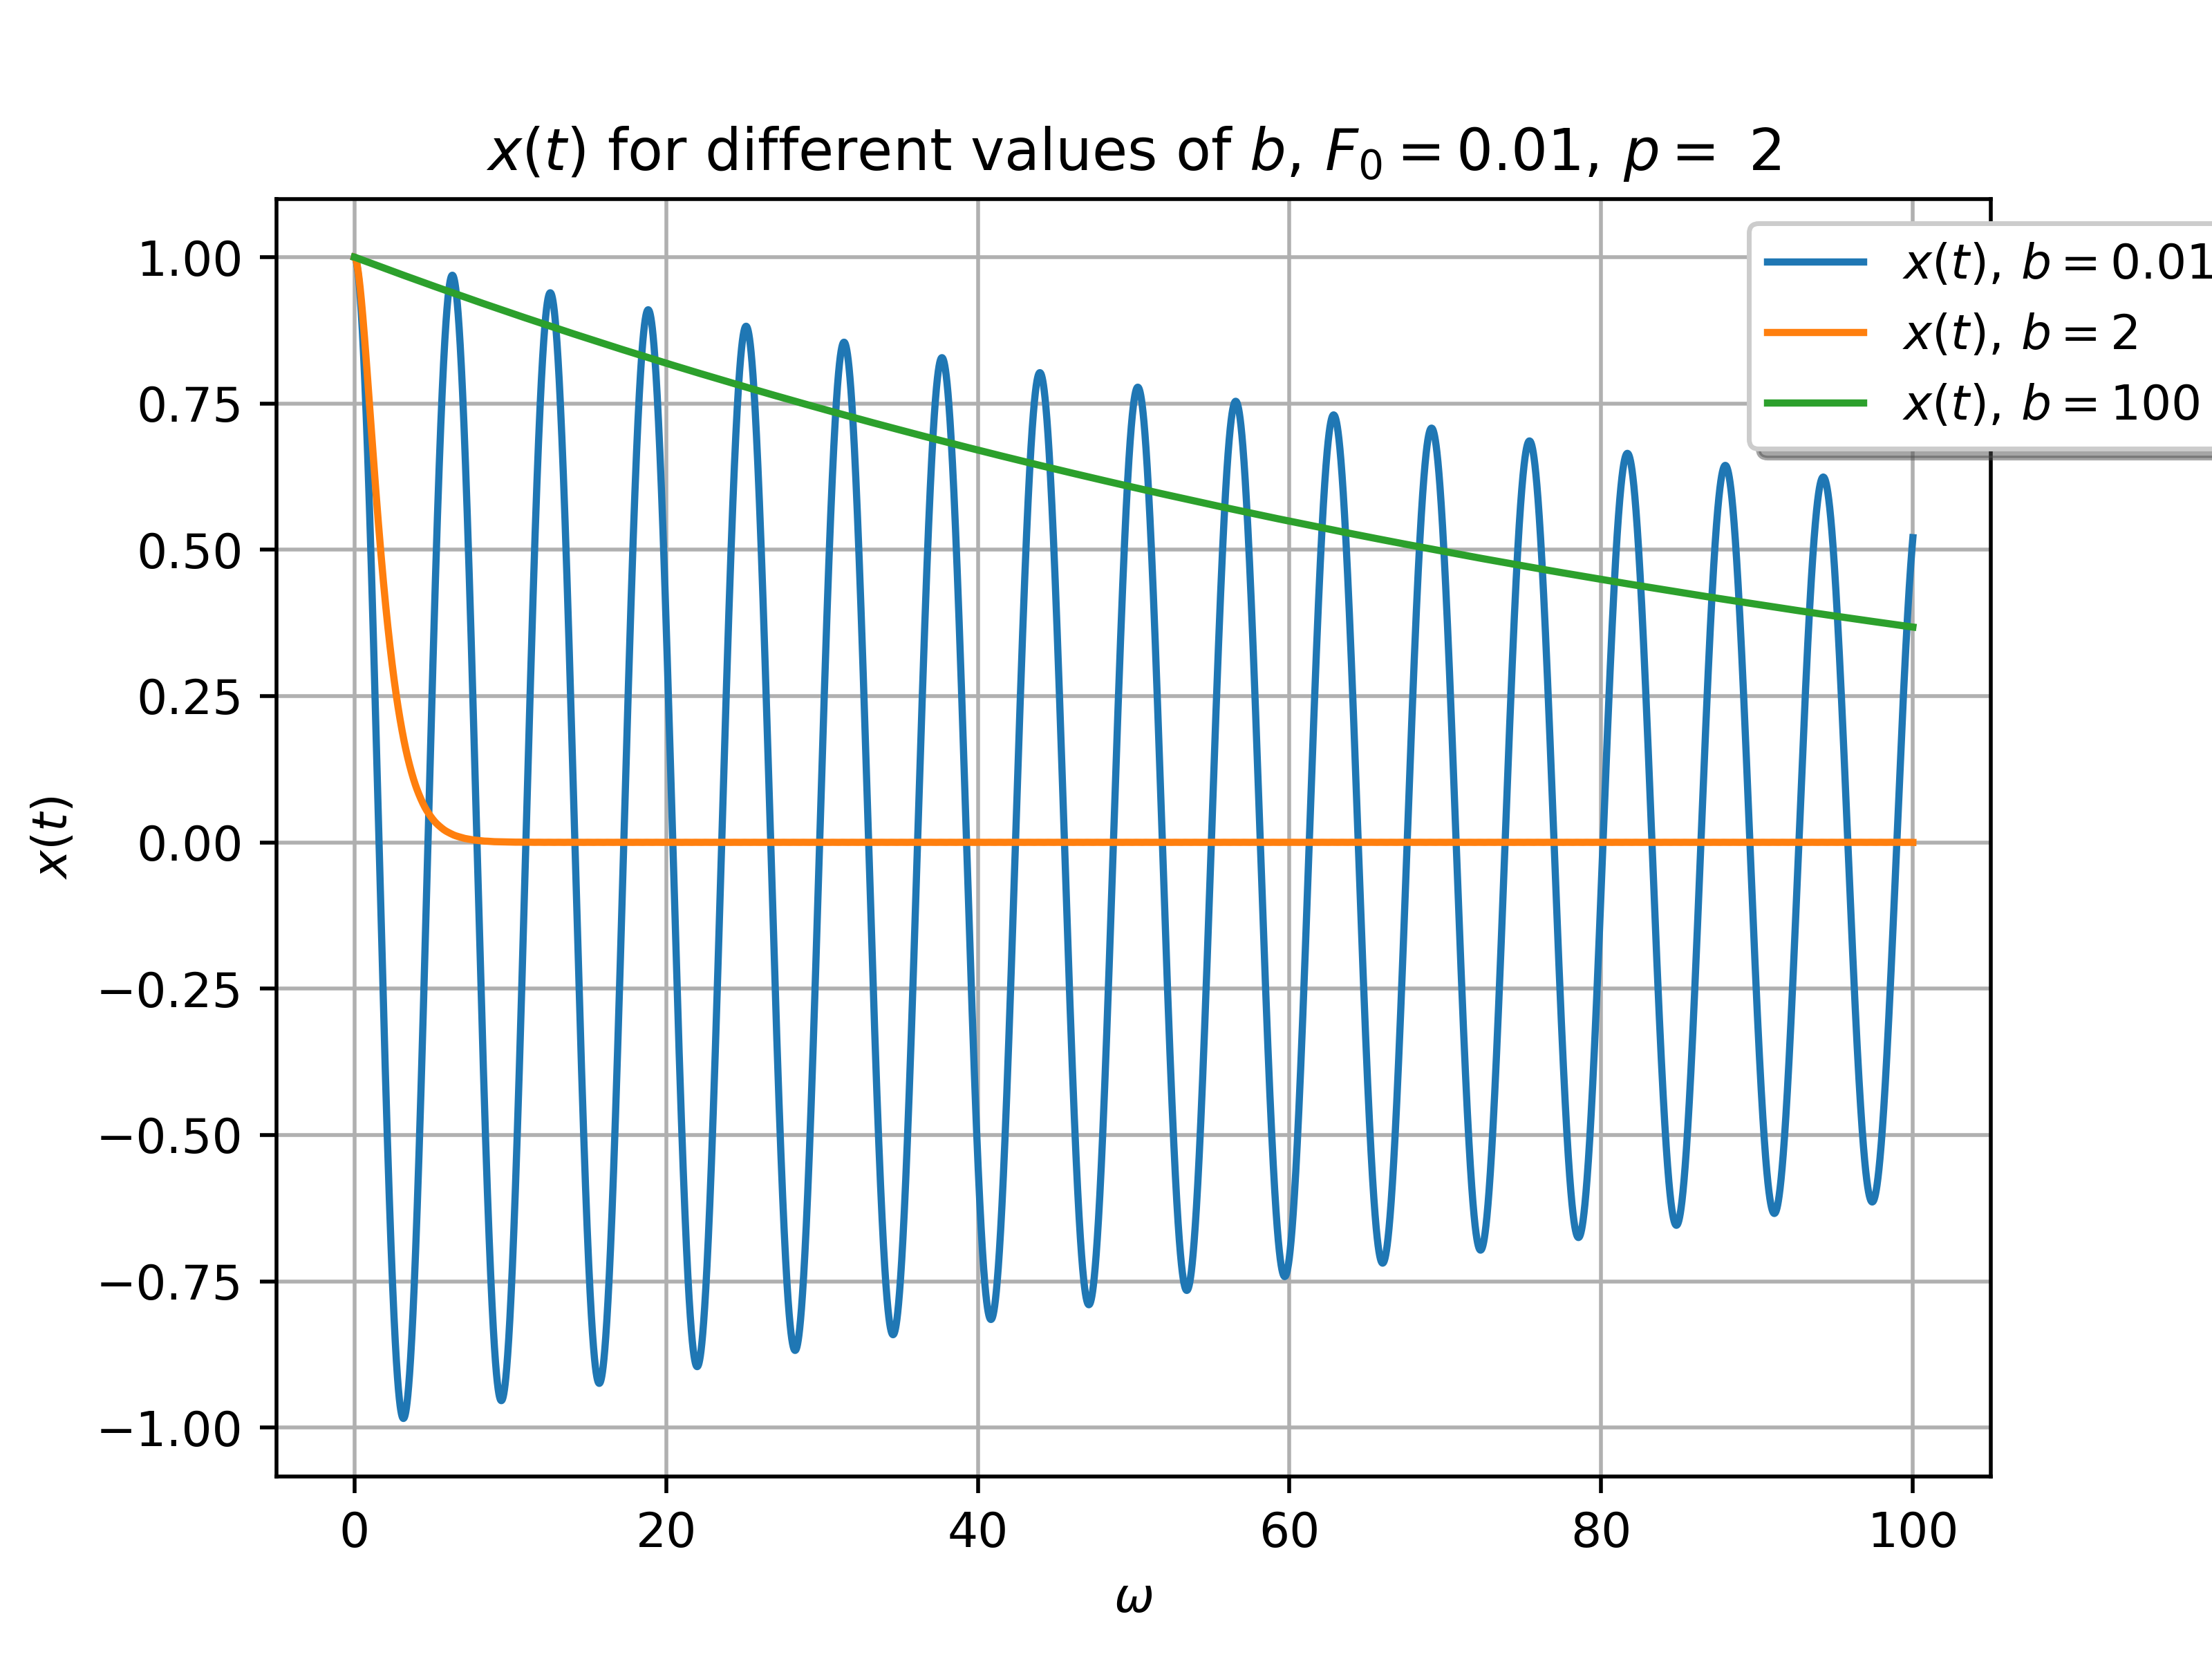 x(t) for different values of b, F₀ = 0.01, p = 2
x(t), b = 0.01
x(t), b = 2
x(t), b = 100
1.00
0.75
0.50
0.25
0.00
−0.25
−0.50
−0.75
−1.00
x(t)
0 20 40 60 80 100
ω